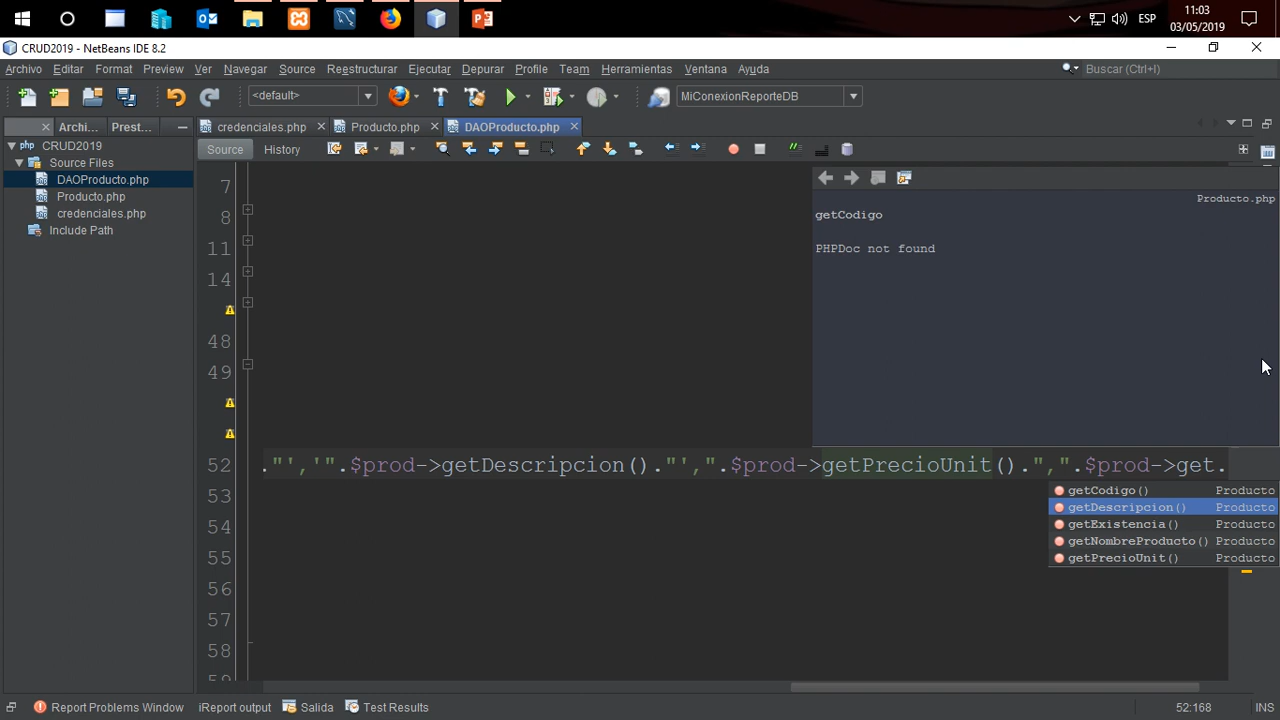 11:03
ESP
03/05/2019
CRUD2019 - NetBeans IDE 8.2
Archivo Editar Format Preview Ver Navegar Source Reestructurar Ejecutar Depurar Profile Team Herramientas Ventana Ayuda
Buscar (Ctrl+I)
<default>
MiConexionReporteDB
Archi... Prest... credenciales.php Producto.php DAOProducto.php
CRUD2019
Source History
Source Files
DAOProducto.php
Producto.php
credenciales.php
Include Path
Producto.php
getCodigo
PHPDoc not found
7
8
11
14
48
49
52 ."','".$prod->getDescripcion()."',".$prod->getPrecioUnit().",".$prod->get.
getCodigo() Producto
getDescripcion() Producto
getExistencia() Producto
getNombreProducto() Producto
getPrecioUnit() Producto
53
54
55
56
57
58
59
Report Problems Window iReport output Salida Test Results
52:168 INS